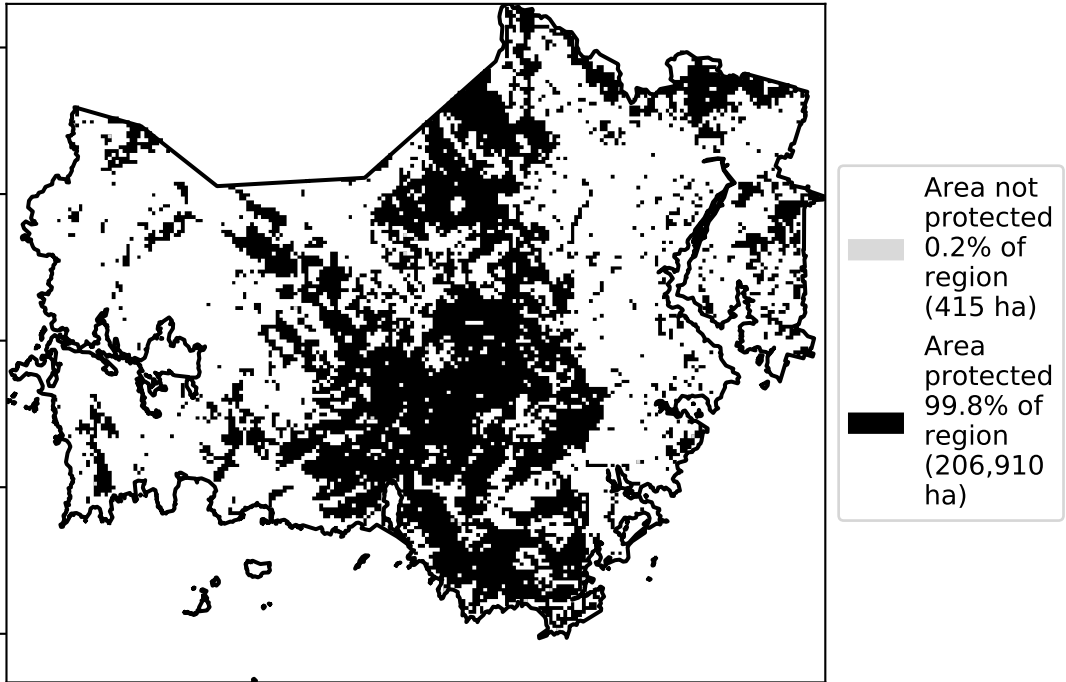 Area not
protected
0.2% of
region
(415 ha)
Area
protected
99.8% of
region
(206,910
ha)